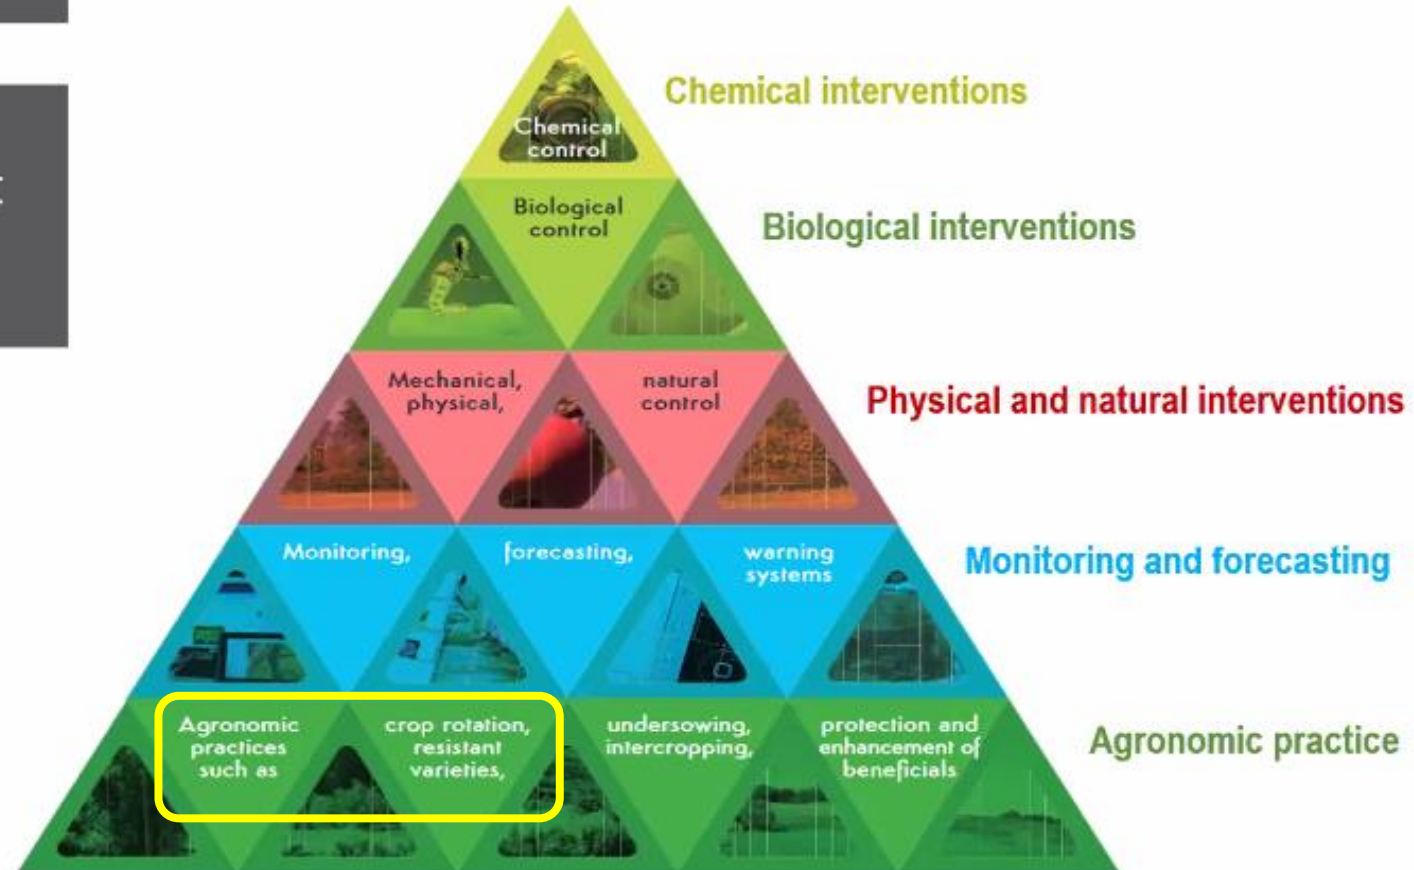 Chemical
control
Chemical interventions
Biological
control
Biological interventions
Mechanical,
physical,
natural
control
Physical and natural interventions
Monitoring,
forecasting,
warning
systems
Monitoring and forecasting
Agronomic
practices
such as
crop rotation,
resistant
varieties,
undersowing,
intercropping,
protection and
enhancement of
beneficials
Agronomic practice